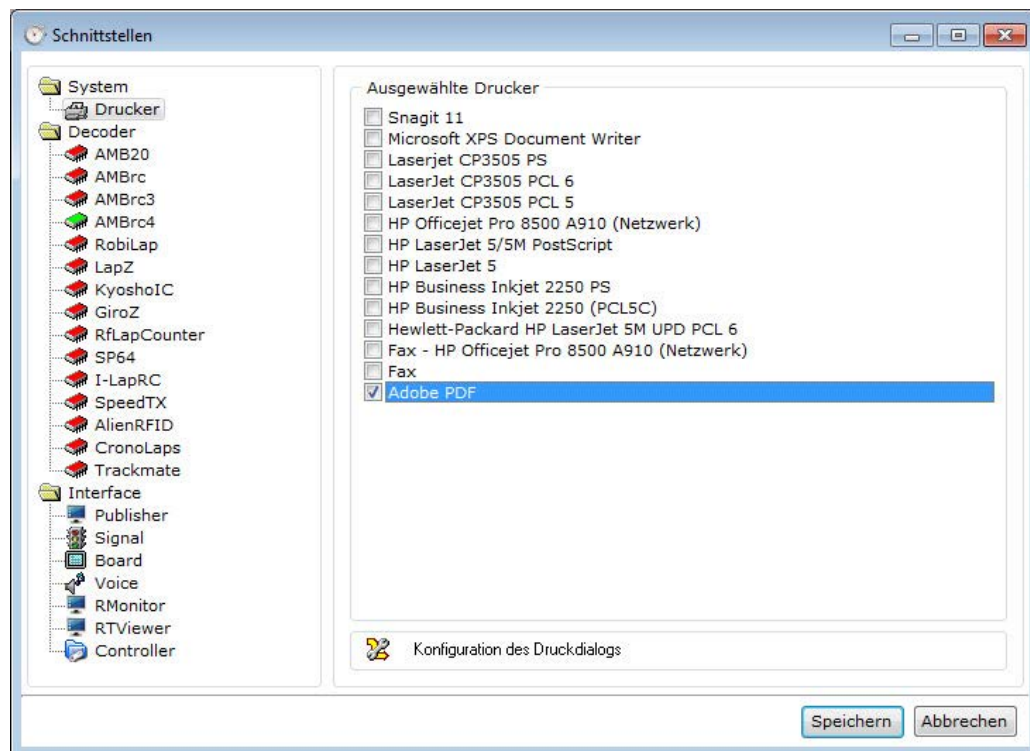 Schnittstellen
System
Drucker
Decoder
AMB20
AMBrc
AMBrc3
AMBrc4
RobiLap
LapZ
KyoshoIC
GiroZ
RfLapCounter
SP64
I-LapRC
SpeedTX
AlienRFID
CronoLaps
Trackmate
Interface
Publisher
Signal
Board
Voice
RMonitor
RTViewer
Controller
Ausgewählte Drucker
Snagit 11
Microsoft XPS Document Writer
Laserjet CP3505 PS
LaserJet CP3505 PCL 6
LaserJet CP3505 PCL 5
HP Officejet Pro 8500 A910 (Netzwerk)
HP LaserJet 5/5M PostScript
HP LaserJet 5
HP Business Inkjet 2250 PS
HP Business Inkjet 2250 (PCL5C)
Hewlett-Packard HP LaserJet 5M UPD PCL 6
Fax - HP Officejet Pro 8500 A910 (Netzwerk)
Fax
Adobe PDF
Konfiguration des Druckdialogs
Speichern
Abbrechen